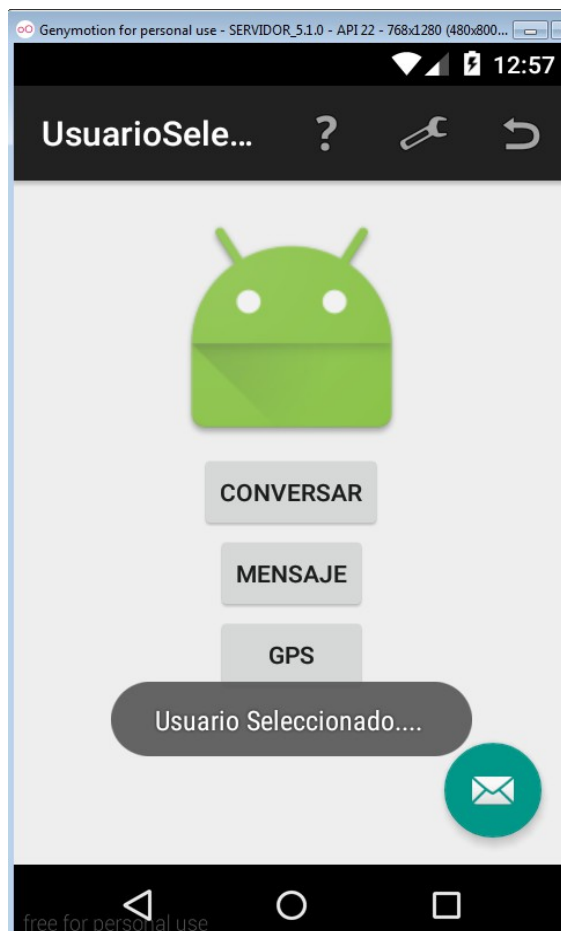 Genymotion for personal use - SERVIDOR_5.1.0 - API 22 - 768x1280 (480x800...
12:57
UsuarioSele...
?
CONVERSAR
MENSAJE
GPS
Usuario Seleccionado....
free for personal use